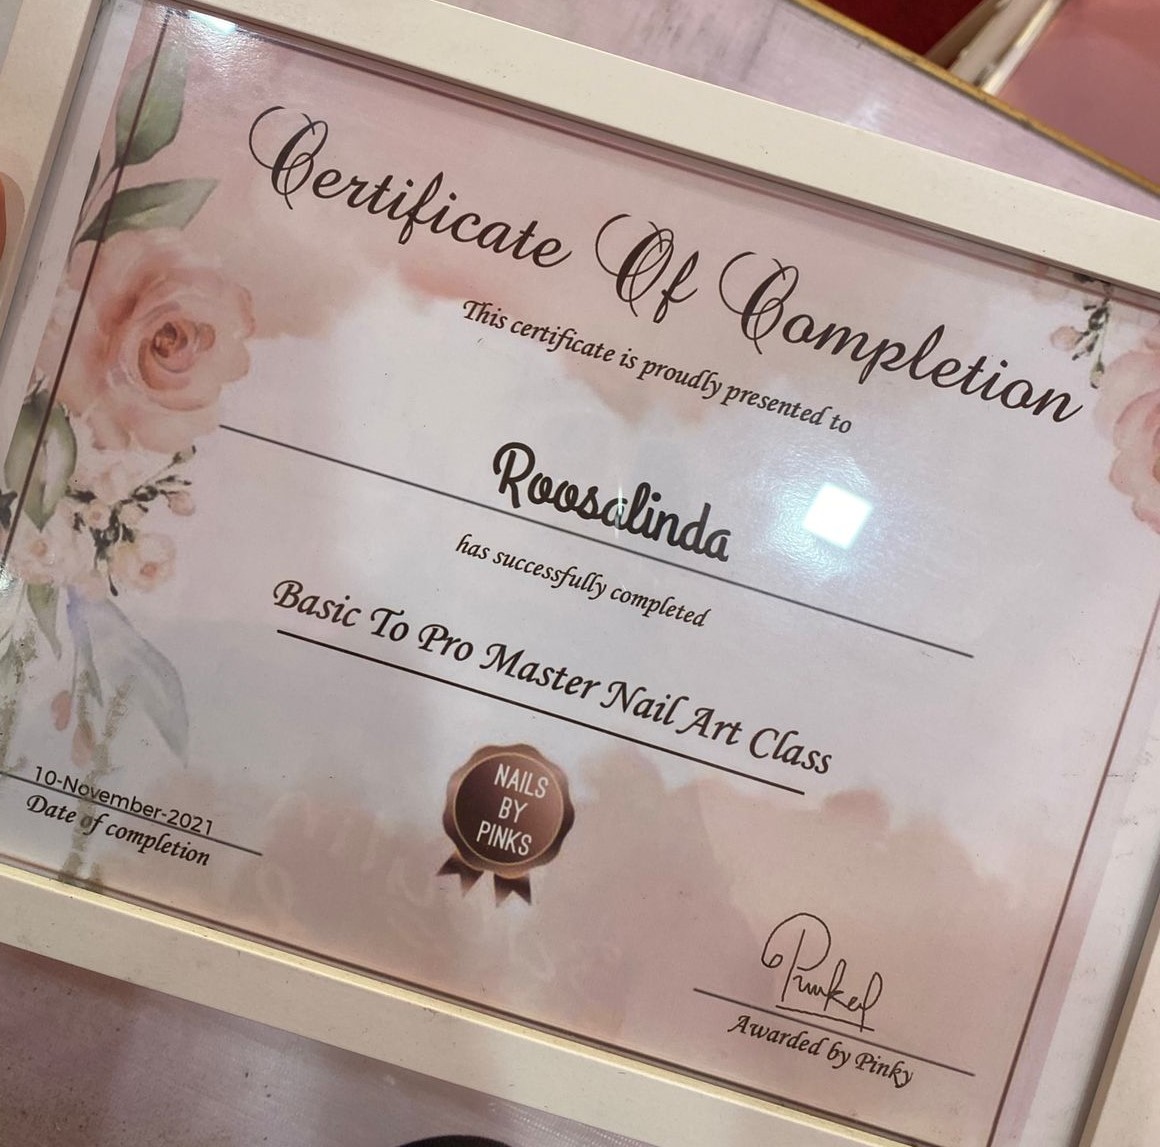 Certificate Of Completion
This certificate is proudly presented to
Roosalinda
has successfully completed
Basic To Pro Master Nail Art Class
10-November-2021
Date of completion
NAILS
BY
PINKS
Awarded by Pinky